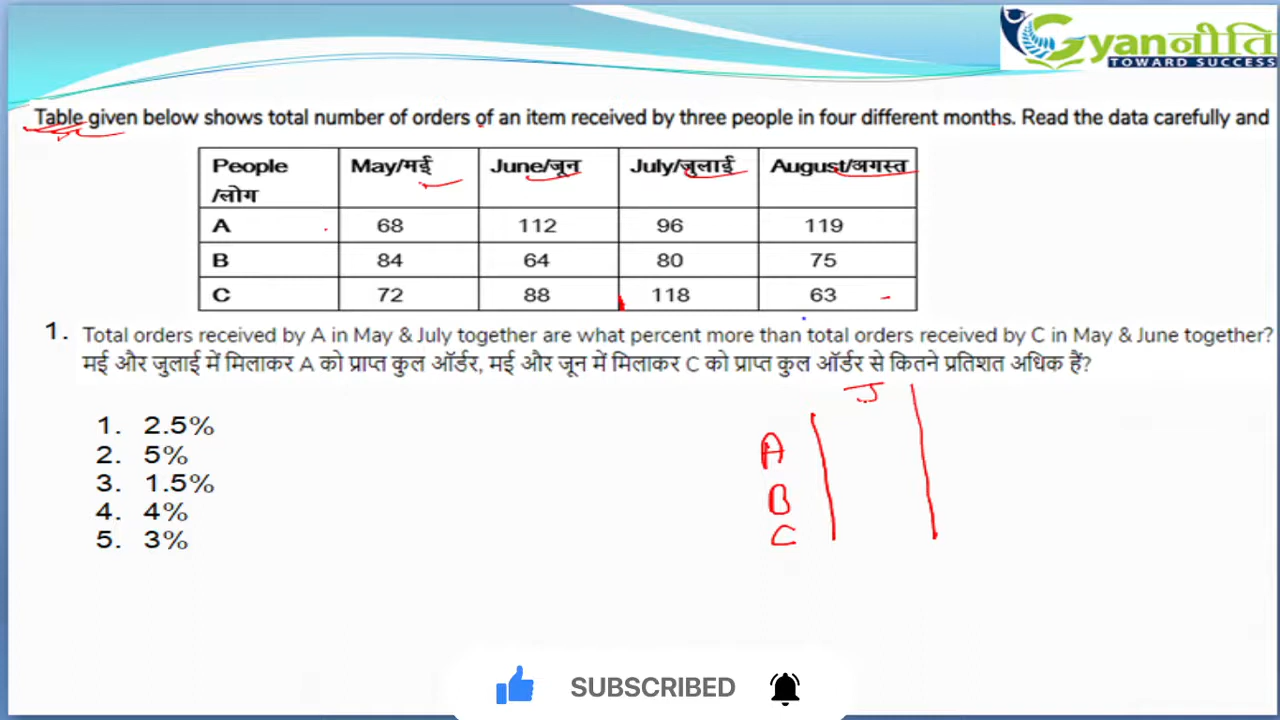 Gyanनीति
TOWARD SUCCESS
Table given below shows total number of orders of an item received by three people in four different months. Read the data carefully and
People /लोग May/मई June/जून July/जुलाई August/अगस्त
A 68 112 96 119
B 84 64 80 75
C 72 88 118 63
1. Total orders received by A in May & July together are what percent more than total orders received by C in May & June together?
मई और जुलाई में मिलाकर A को प्राप्त कुल ऑर्डर, मई और जून में मिलाकर C को प्राप्त कुल ऑर्डर से कितने प्रतिशत अधिक हैं?
1. 2.5%
2. 5%
3. 1.5%
4. 4%
5. 3%
J
A
B
C
SUBSCRIBED